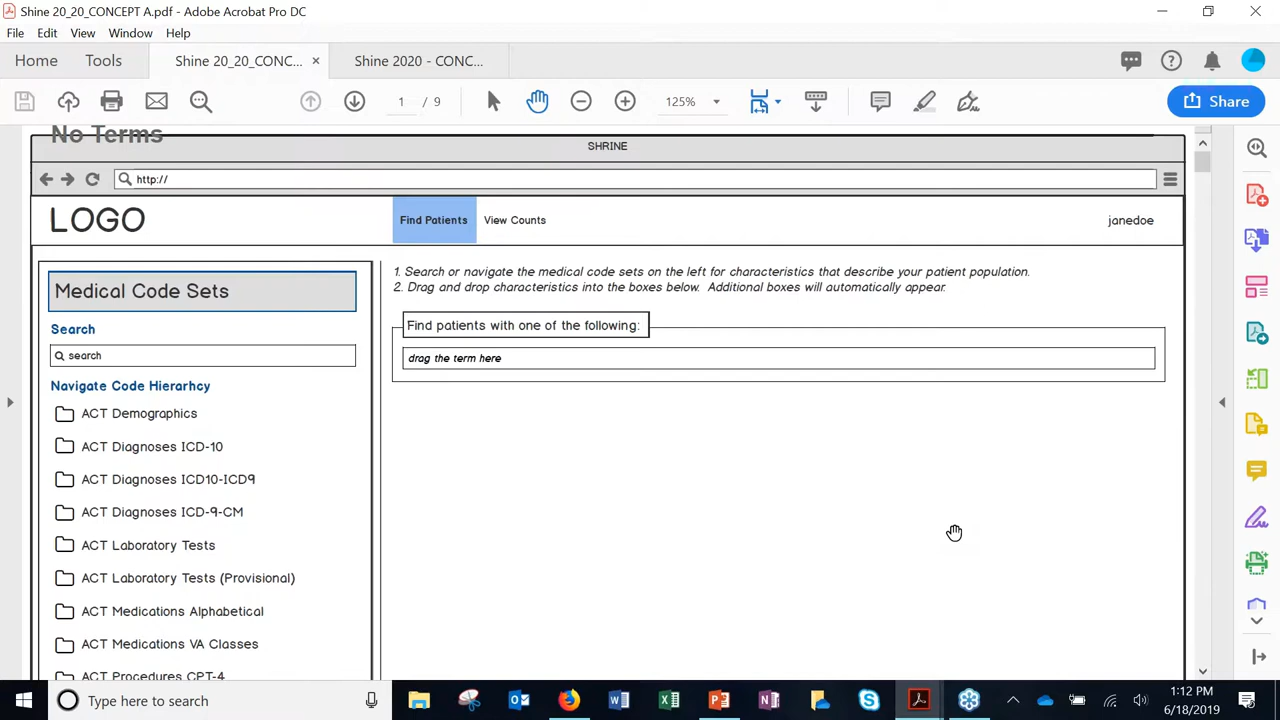 Shine 20_20_CONCEPT A.pdf - Adobe Acrobat Pro DC
File Edit View Window Help
Home Tools Shine 20_20_CONC... × Shine 2020 - CONC...
1 / 9 125% Share
No Terms
SHRINE
http://
LOGO Find Patients View Counts janedoe
Medical Code Sets
Search
search
Navigate Code Hierarhcy
ACT Demographics
ACT Diagnoses ICD-10
ACT Diagnoses ICD10-ICD9
ACT Diagnoses ICD-9-CM
ACT Laboratory Tests
ACT Laboratory Tests (Provisional)
ACT Medications Alphabetical
ACT Medications VA Classes
ACT Procedures CPT-4
1. Search or navigate the medical code sets on the left for characteristics that describe your patient population.
2. Drag and drop characteristics into the boxes below. Additional boxes will automatically appear.
Find patients with one of the following:
drag the term here
Type here to search
1:12 PM
6/18/2019